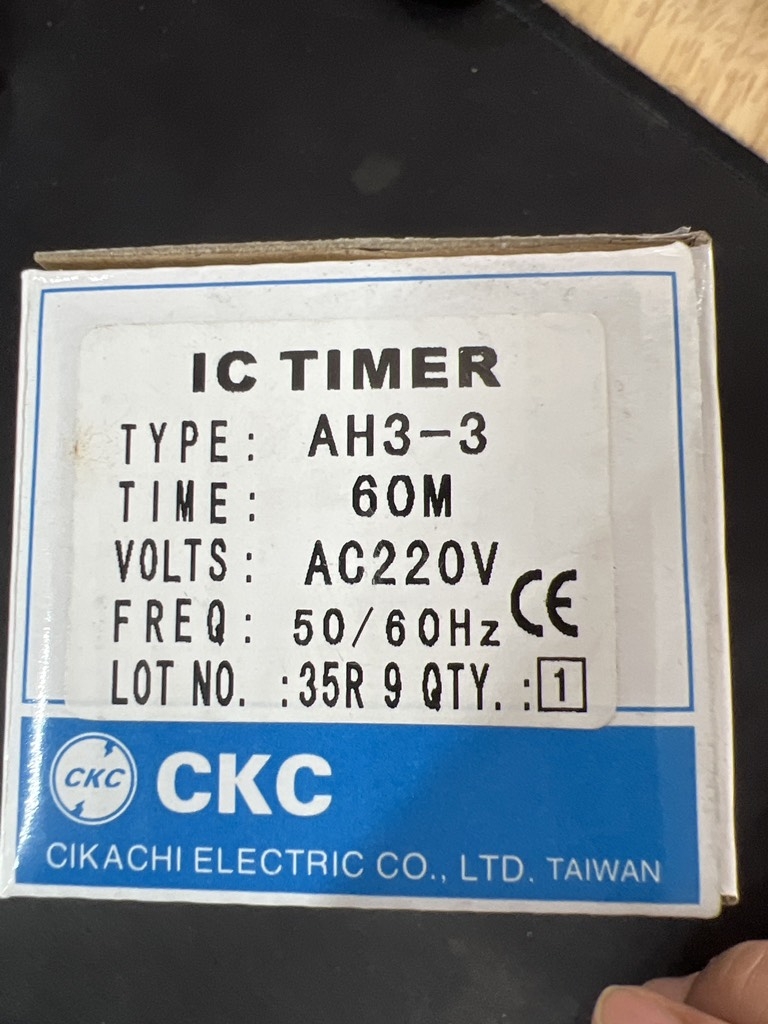 IC TIMER
TYPE: AH3-3
TIME: 60M
VOLTS: AC220V
FREQ: 50/60Hz CE
LOT NO. :35R 9 QTY. :1
CKC CKC
CIKACHI ELECTRIC CO., LTD. TAIWAN